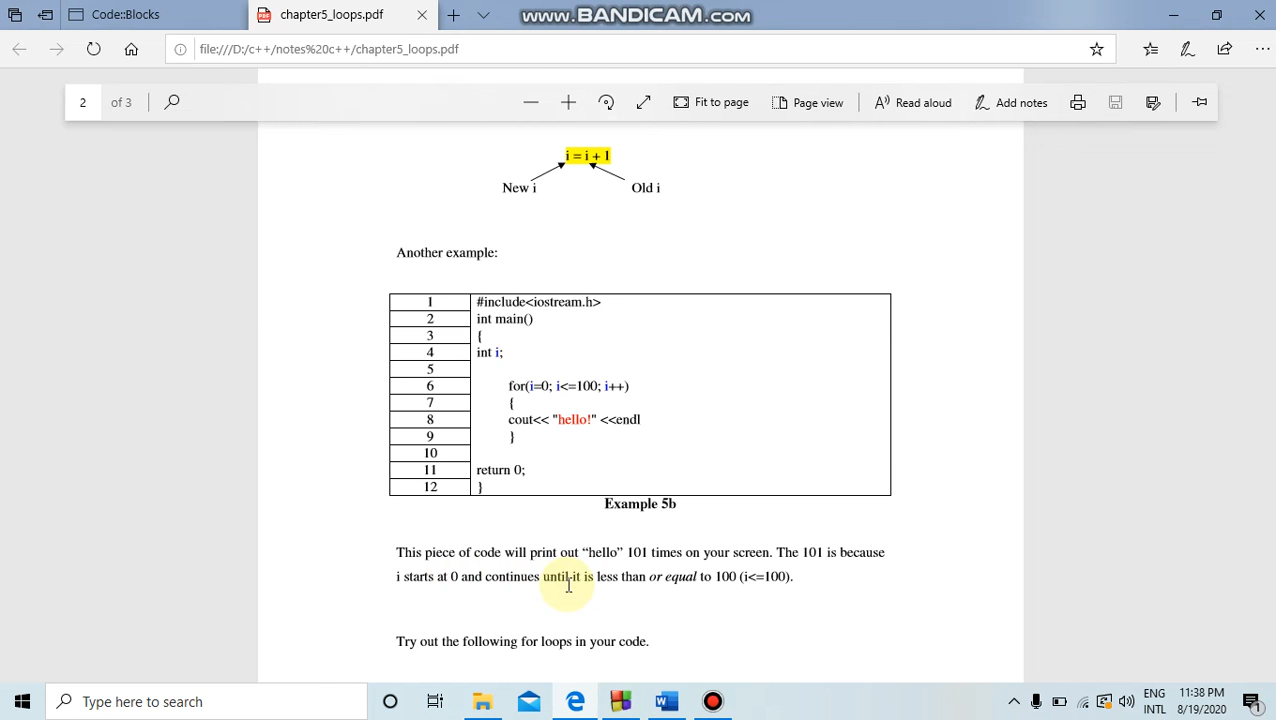 www.BANDICAM.com
chapter5_loops.pdf
file:///D:/c++/notes%20c++/chapter5_loops.pdf
2 of 3
Fit to page
Page view
Read aloud
Add notes
i = i + 1
New i
Old i
Another example:
1 #include<iostream.h>
2 int main()
3 {
4 int i;
5
6 for(i=0; i<=100; i++)
7 {
8 cout<< "hello!" <<endl
9 }
10
11 return 0;
12 }
Example 5b
This piece of code will print out “hello” 101 times on your screen. The 101 is because
i starts at 0 and continues until it is less than or equal to 100 (i<=100).
Try out the following for loops in your code.
Type here to search
ENG
INTL
11:38 PM
8/19/2020
1